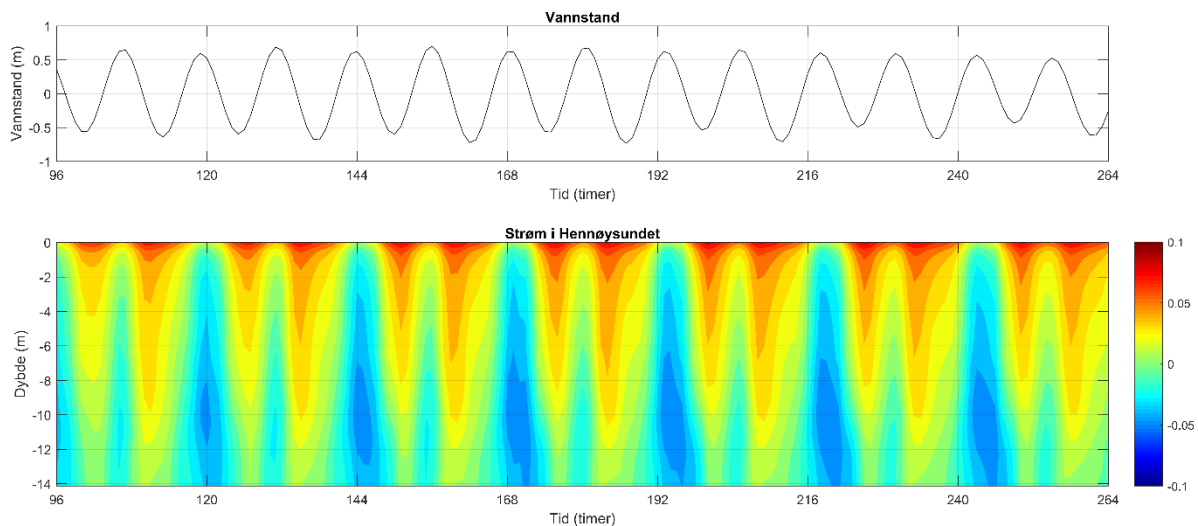 Vannstand
Vannstand (m)
1
0.5
0
-0.5
-1
96 120 144 168 192 216 240 264
Tid (timer)
Strøm i Hennøysundet
Dybde (m)
0
-2
-4
-6
-8
-10
-12
-14
96 120 144 168 192 216 240 264
Tid (timer)
0.1
0.05
0
-0.05
-0.1